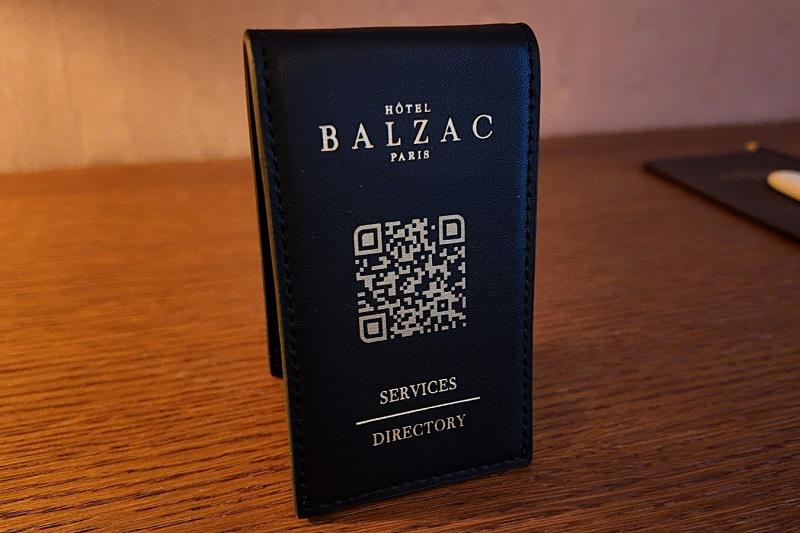 HÔTEL
BALZAC
PARIS
SERVICES
DIRECTORY